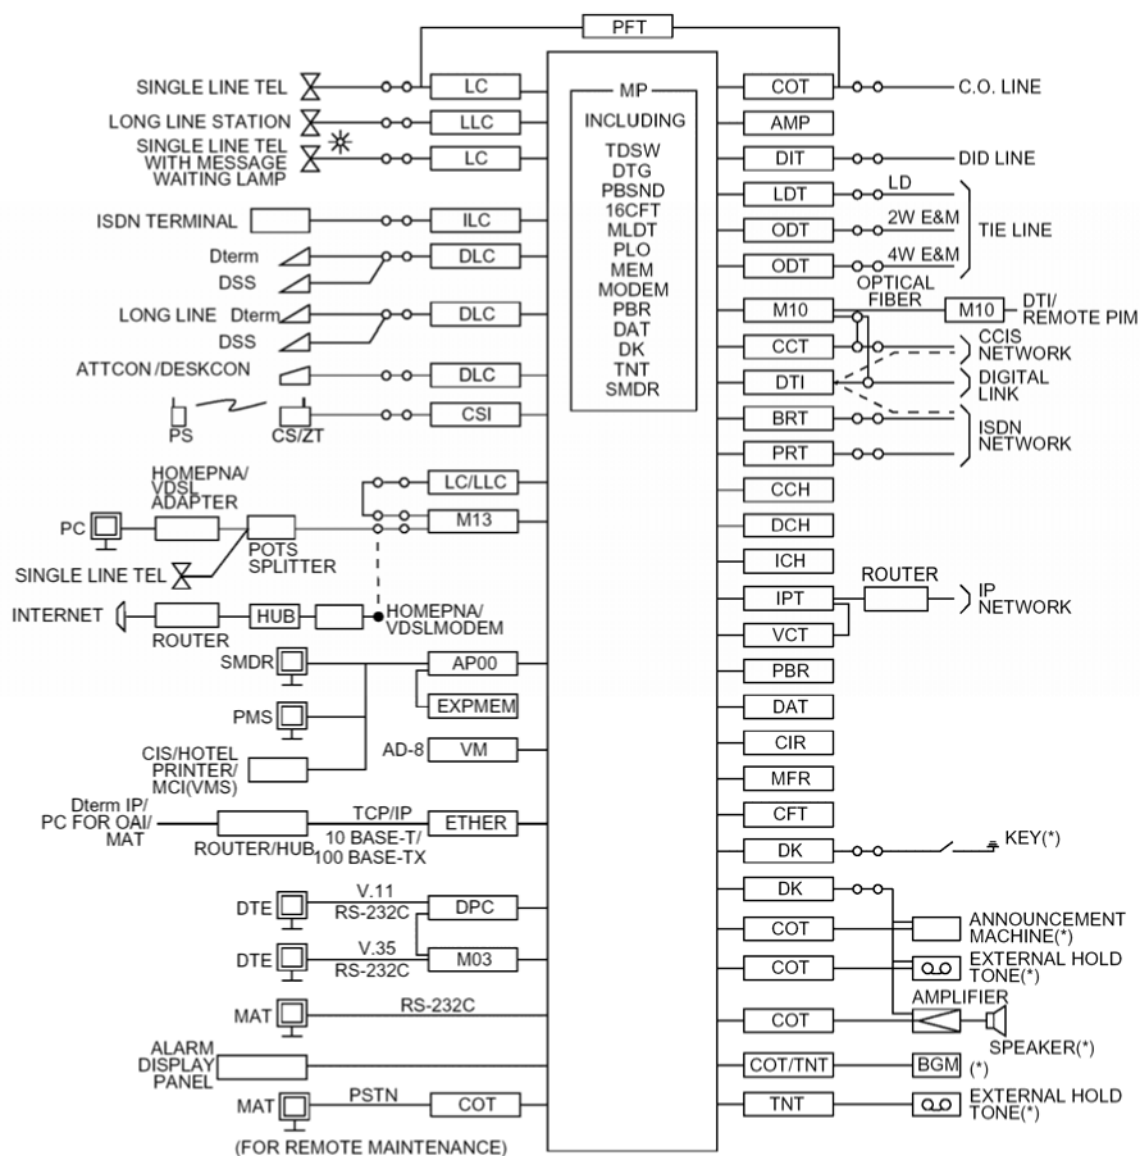 PFT
SINGLE LINE TEL
LC
LONG LINE STATION
LLC
SINGLE LINE TEL
WITH MESSAGE
WAITING LAMP
LC
ISDN TERMINAL
ILC
Dterm
DLC
DSS
LONG LINE Dterm
DLC
DSS
ATTCON/DESKCON
DLC
CSI
PS
CS/ZT
HOMEPNA/
VDSL
ADAPTER
LC/LLC
PC
M13
POTS
SPLITTER
SINGLE LINE TEL
INTERNET
HUB
HOMEPNA/
VDSLMODEM
ROUTER
SMDR
AP00
EXPMEM
PMS
AD-8
VM
CIS/HOTEL
PRINTER/
MCI(VMS)
Dterm IP/
PC FOR OAI/
MAT
TCP/IP
ETHER
ROUTER/HUB
10 BASE-T/
100 BASE-TX
DTE
V.11
RS-232C
DPC
DTE
V.35
RS-232C
M03
MAT
RS-232C
ALARM
DISPLAY
PANEL
MAT
PSTN
COT
(FOR REMOTE MAINTENANCE)
MP
INCLUDING
TDSW
DTG
PBSND
16CFT
MLDT
PLO
MEM
MODEM
PBR
DAT
DK
TNT
SMDR
COT
C.O. LINE
AMP
DIT
DID LINE
LDT
LD
ODT
2W E&M
TIE LINE
ODT
4W E&M
OPTICAL
FIBER
M10
M10
DTI/
REMOTE PIM
CCT
CCIS
NETWORK
DTI
DIGITAL
LINK
BRT
ISDN
NETWORK
PRT
CCH
DCH
ICH
IPT
ROUTER
IP
NETWORK
VCT
PBR
DAT
CIR
MFR
CFT
DK
KEY(*)
DK
COT
ANNOUNCEMENT
MACHINE(*)
COT
EXTERNAL HOLD
TONE(*)
AMPLIFIER
COT
SPEAKER(*)
COT/TNT
BGM
(*)
TNT
EXTERNAL HOLD
TONE(*)